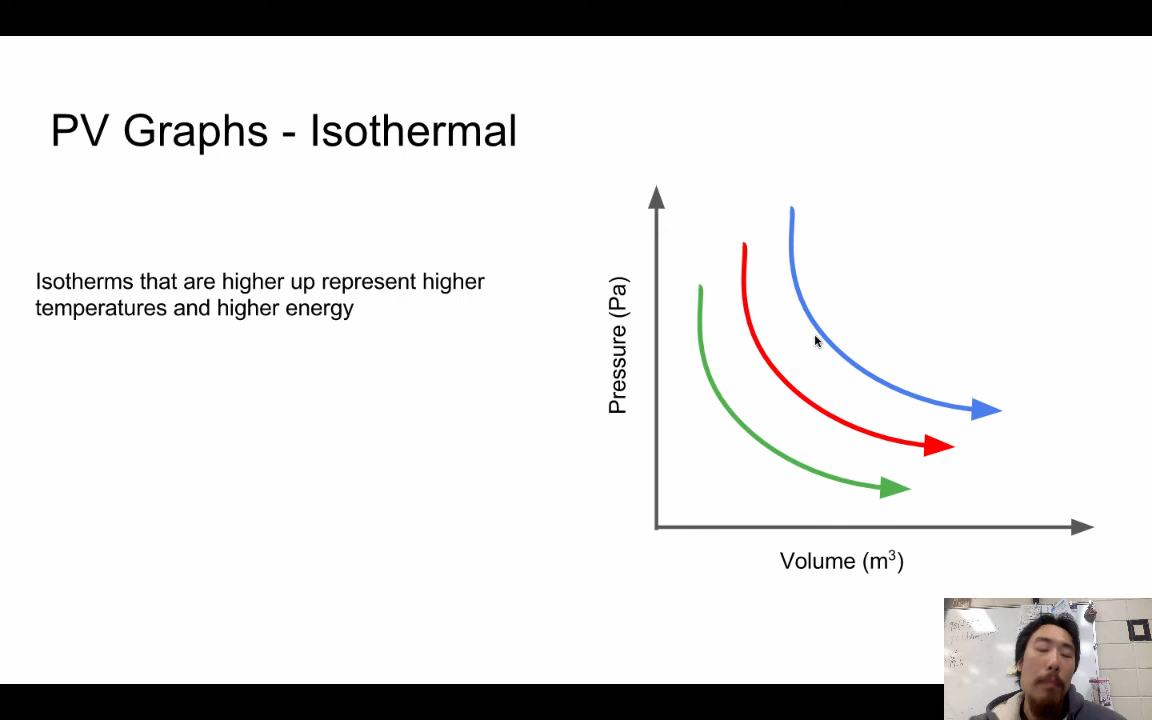 PV Graphs - Isothermal
Isotherms that are higher up represent higher
temperatures and higher energy
Pressure (Pa)
Volume (m³)